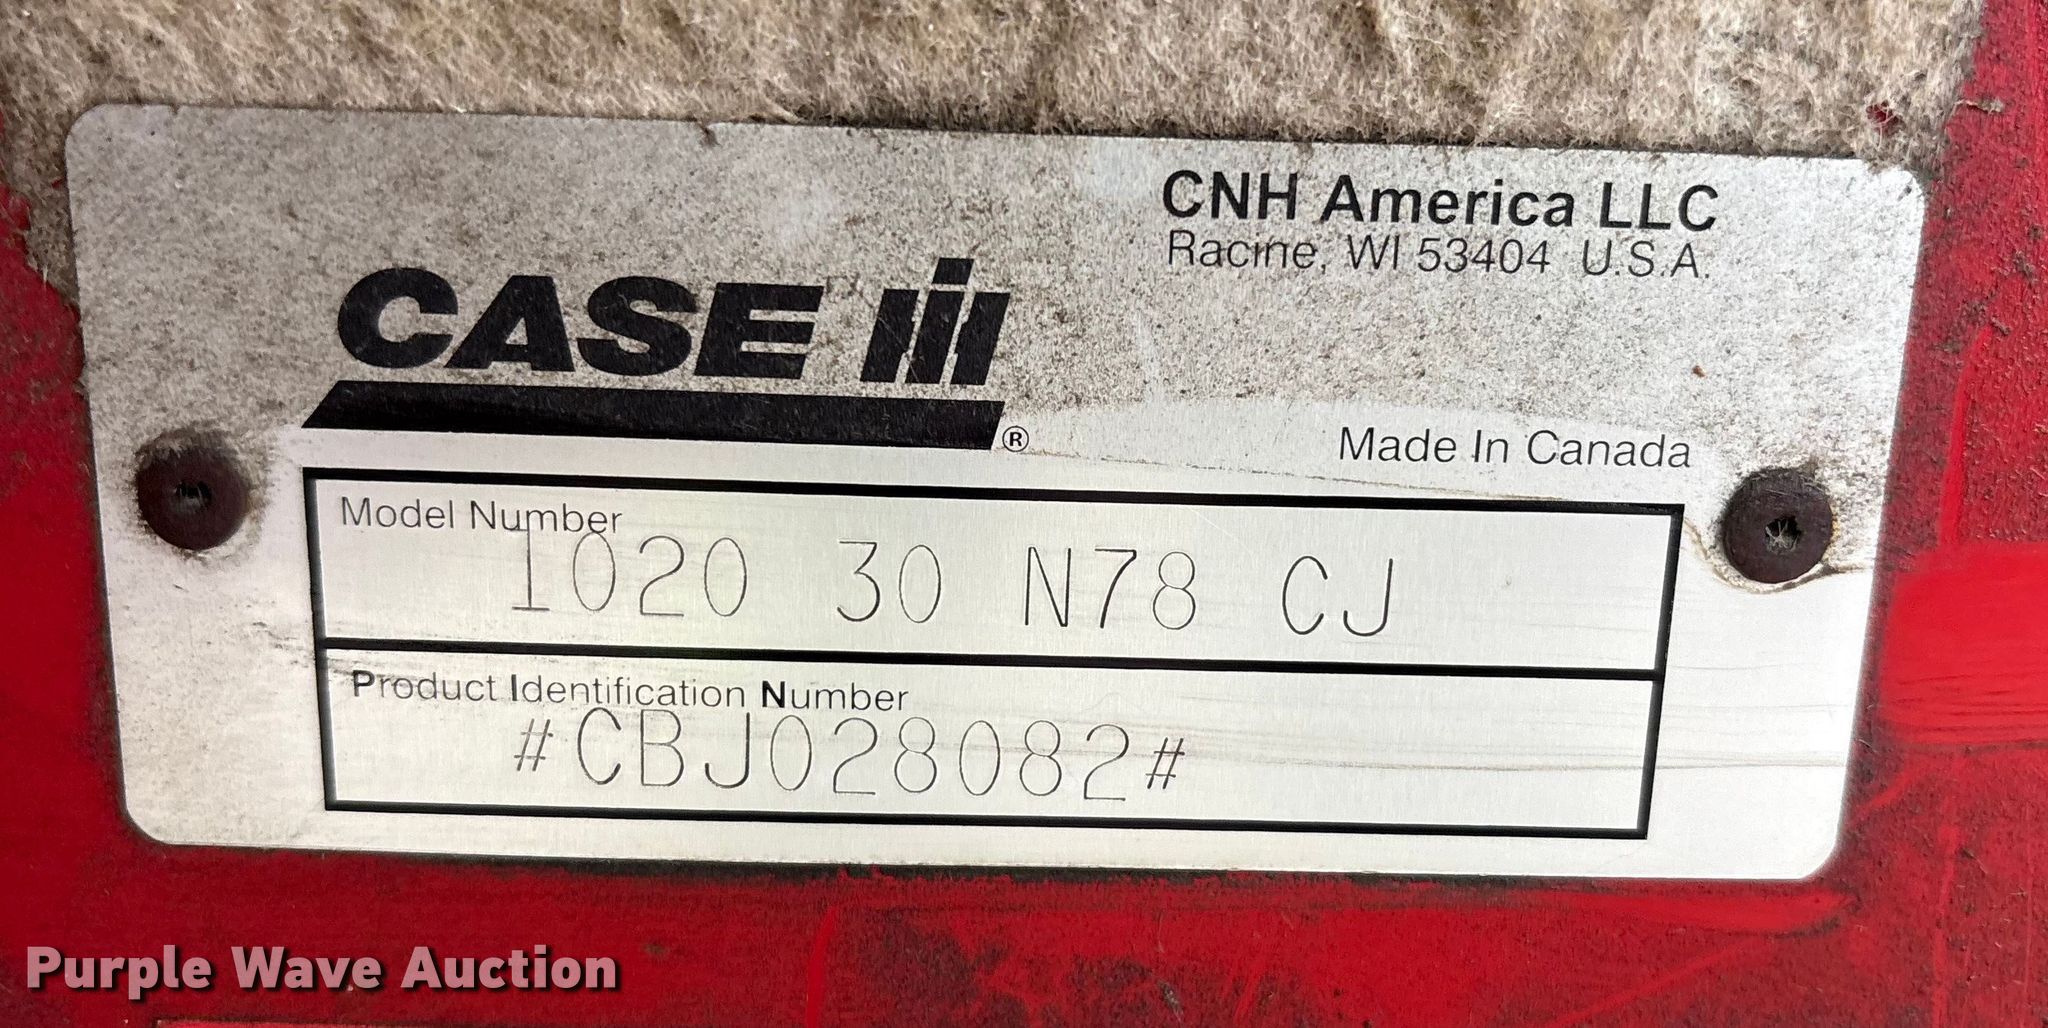 CNH America LLC
Racine, WI 53404 U.S.A.
CASE IH
®
Made In Canada
Model Number
1020 30 N78 CJ
Product Identification Number
#CBJ028082#
Purple Wave Auction